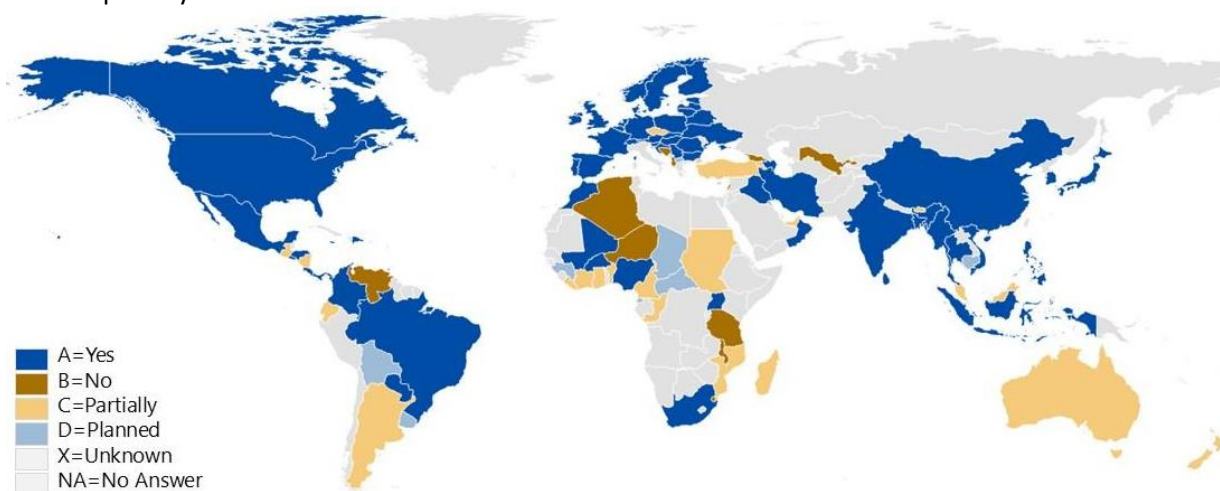 A=Yes
B=No
C=Partially
D=Planned
X=Unknown
NA=No Answer